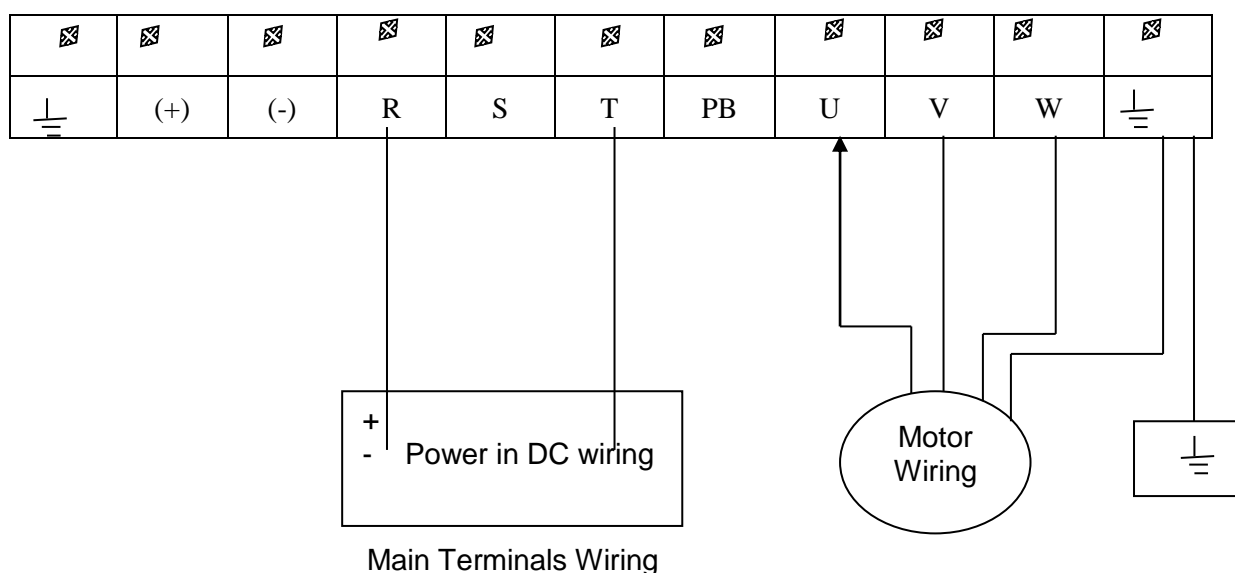 (+) (-) R S T PB U V W
+
- Power in DC wiring
Motor
Wiring
Main Terminals Wiring